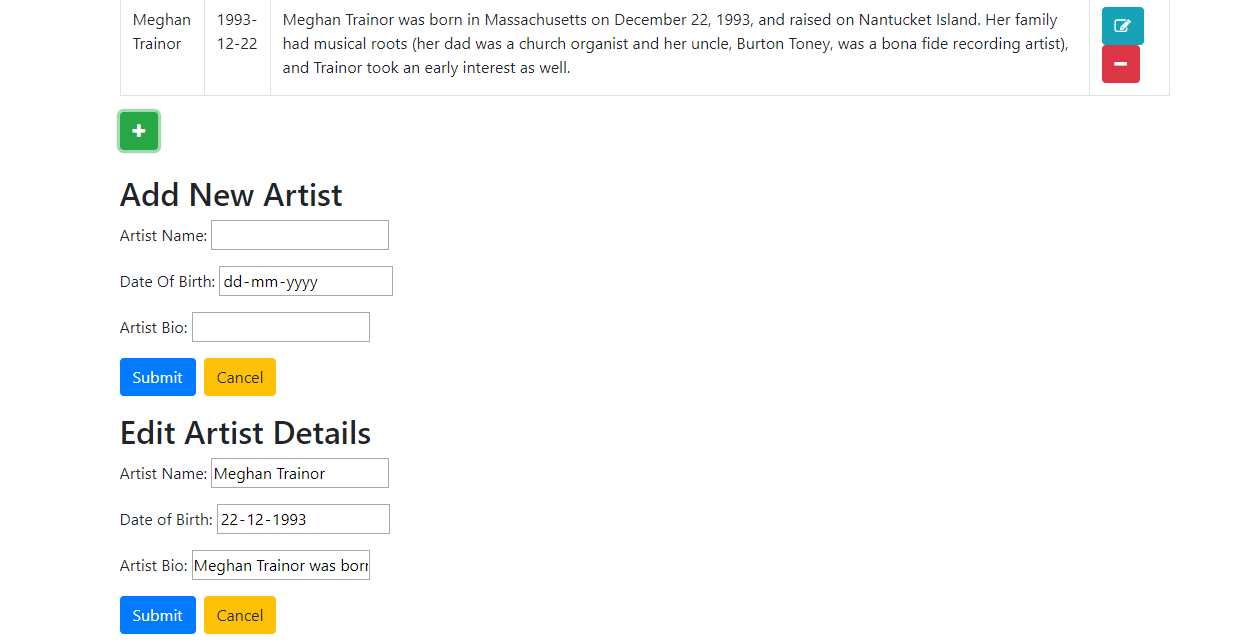 Meghan Trainor
1993-12-22
Meghan Trainor was born in Massachusetts on December 22, 1993, and raised on Nantucket Island. Her family
had musical roots (her dad was a church organist and her uncle, Burton Toney, was a bona fide recording artist),
and Trainor took an early interest as well.
Add New Artist
Artist Name:
Date Of Birth: dd-mm-yyyy
Artist Bio:
Submit Cancel
Edit Artist Details
Artist Name: Meghan Trainor
Date of Birth: 22-12-1993
Artist Bio: Meghan Trainor was born
Submit Cancel